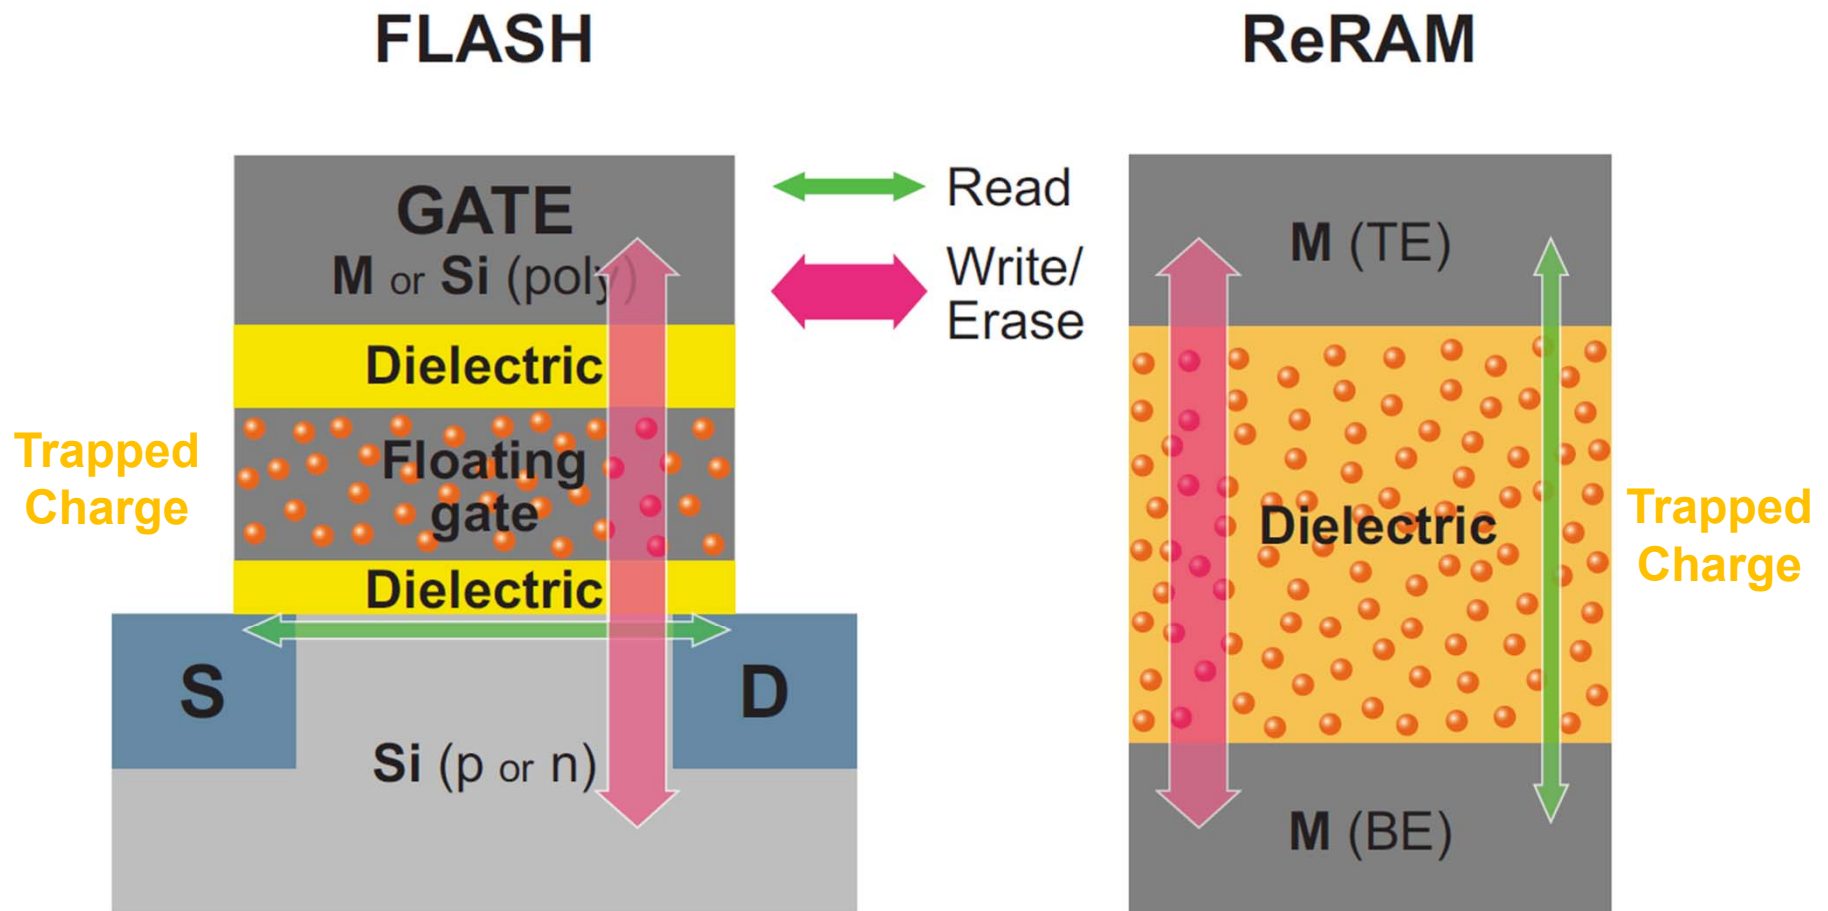 FLASH
ReRAM
GATE
M or Si (poly)
Dielectric
Floating
gate
Dielectric
Trapped
Charge
S
D
Si (p or n)
Read
Write/
Erase
M (TE)
Dielectric
M (BE)
Trapped
Charge